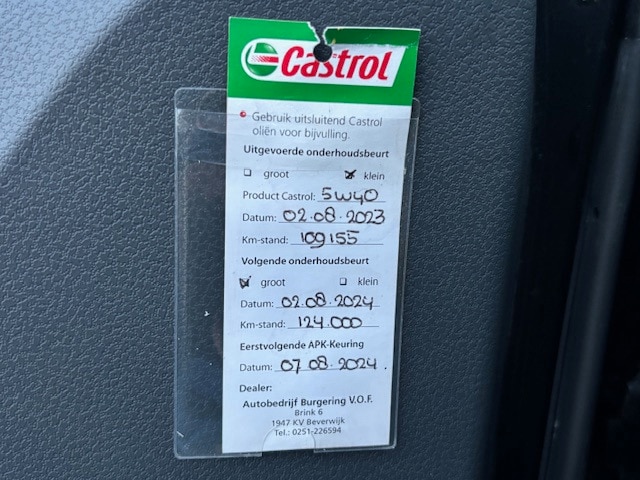 Castrol
Gebruik uitsluitend Castrol
oliën voor bijvulling.
Uitgevoerde onderhoudsbeurt
groot klein
Product Castrol: 5W40
Datum: 02.08.2023
Km-stand: 109155
Volgende onderhoudsbeurt
groot klein
Datum: 02.08.2024
Km-stand: 124.000
Eerstvolgende APK-Keuring
Datum: 07 08.2024.
Dealer:
Autobedrijf Burgering V.O.F.
Brink 6
1947 KV Beverwijk
Tel.: 0251-226594